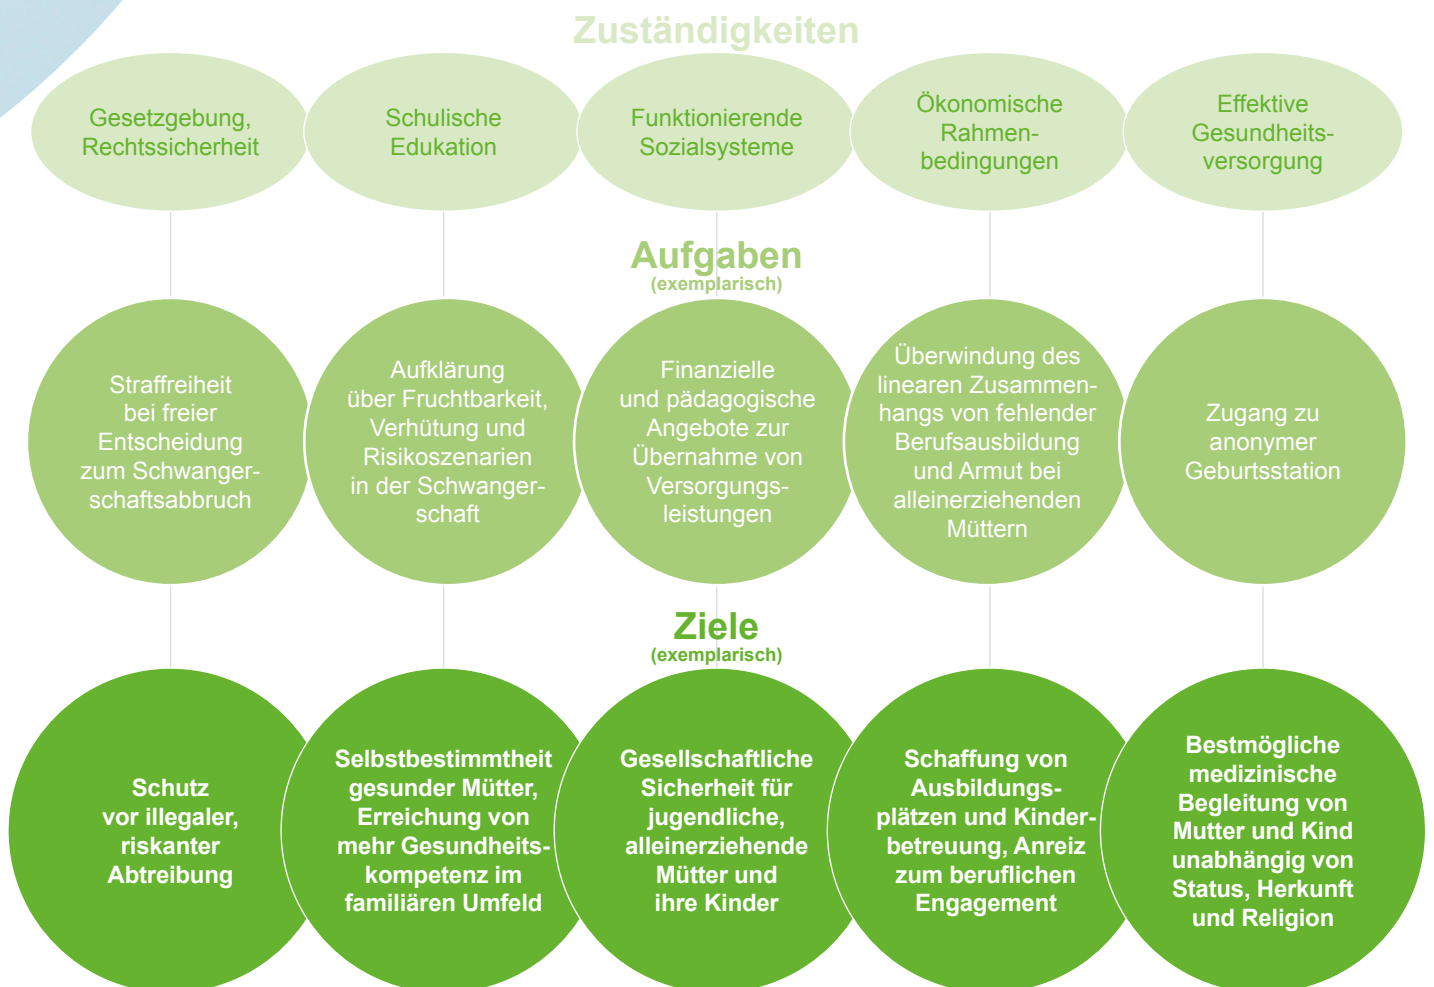 Zuständigkeiten
Gesetzgebung,
Rechtssicherheit
Schulische
Edukation
Funktionierende
Sozialsysteme
Ökonomische
Rahmen-
bedingungen
Effektive
Gesundheits-
versorgung
Aufgaben
(exemplarisch)
Straffreiheit
bei freier
Entscheidung
zum Schwanger-
schaftsabbruch
Aufklärung
über Fruchtbarkeit,
Verhütung und
Risikoszenarien
in der Schwanger-
schaft
Finanzielle
und pädagogische
Angebote zur
Übernahme von
Versorgungs-
leistungen
Überwindung des
linearen Zusammen-
hangs von fehlender
Berufsausbildung
und Armut bei
alleinerziehenden
Müttern
Zugang zu
anonymer
Geburtsstation
Ziele
(exemplarisch)
Schutz
vor illegaler,
riskanter
Abtreibung
Selbstbestimmtheit
gesunder Mütter,
Erreichung von
mehr Gesundheits-
kompetenz im
familiären Umfeld
Gesellschaftliche
Sicherheit für
jugendliche,
alleinerziehende
Mütter und
ihre Kinder
Schaffung von
Ausbildungs-
plätzen und Kinder-
betreuung, Anreiz
zum beruflichen
Engagement
Bestmögliche
medizinische
Begleitung von
Mutter und Kind
unabhängig von
Status, Herkunft
und Religion